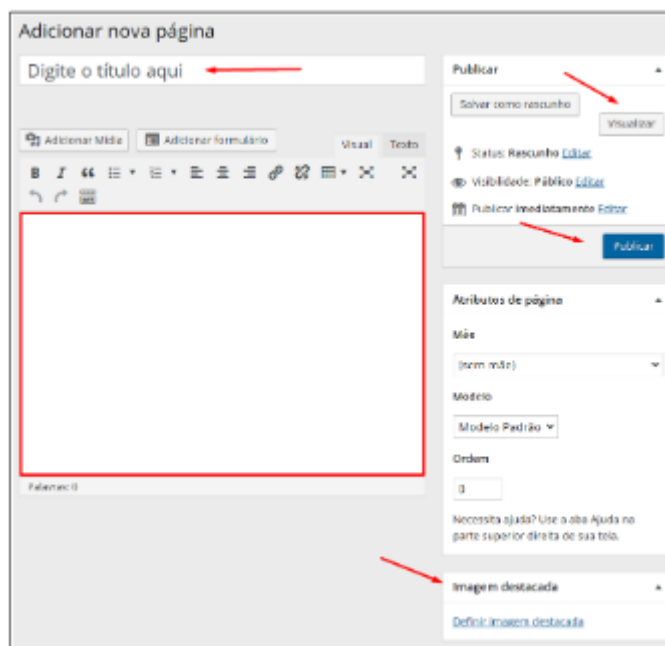 Adicionar nova página
Digite o título aqui
Adicionar Mídia
Adicionar formulário
Visual
Texto
Palavras: 0
Publicar
Salvar como rascunho
Visualizar
Status: Rascunho Editar
Visibilidade: Público Editar
Publicar imediatamente Editar
Publicar
Atributos de página
Mãe
(sem mãe)
Modelo
Modelo Padrão
Ordem
0
Necessita ajuda? Use a aba Ajuda na
parte superior direita de sua tela.
Imagem destacada
Definir imagem destacada